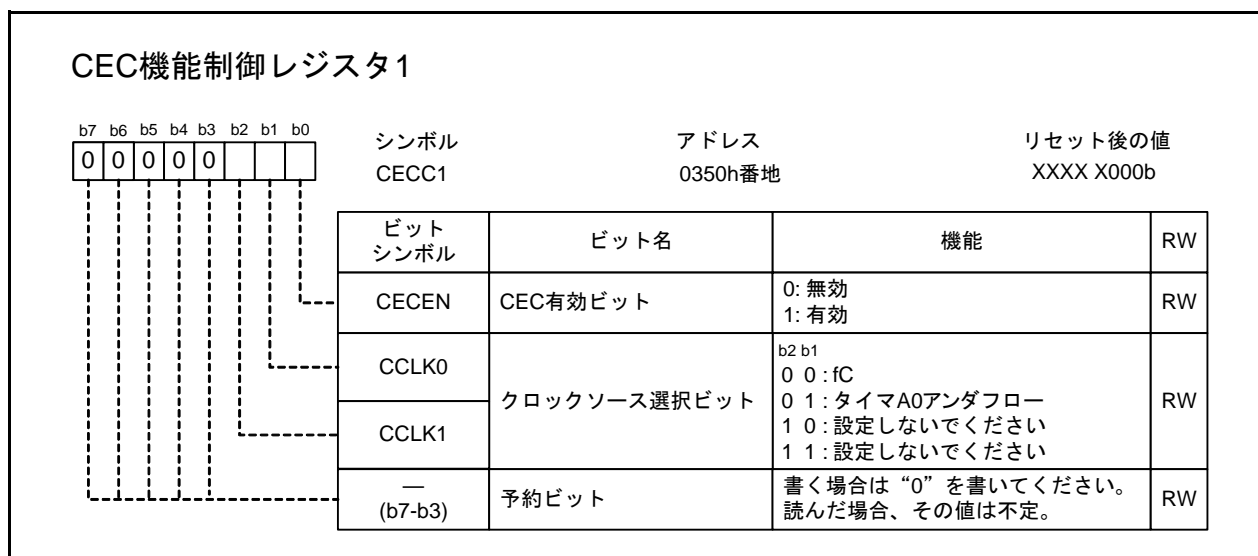 CEC機能制御レジスタ1
b7 b6 b5 b4 b3 b2 b1 b0
0 0 0 0 0
シンボル アドレス リセット後の値
CECC1 0350h番地 XXXX X000b
ビット
シンボル
ビット名
機能
RW
CECEN
CEC有効ビット
0: 無効
1: 有効
RW
CCLK0
CCLK1
クロックソース選択ビット
b2 b1
0 0 : fC
0 1 : タイマA0アンダフロー
1 0 : 設定しないでください
1 1 : 設定しないでください
RW
—
(b7-b3)
予約ビット
書く場合は“0”を書いてください。
読んだ場合、その値は不定。
RW